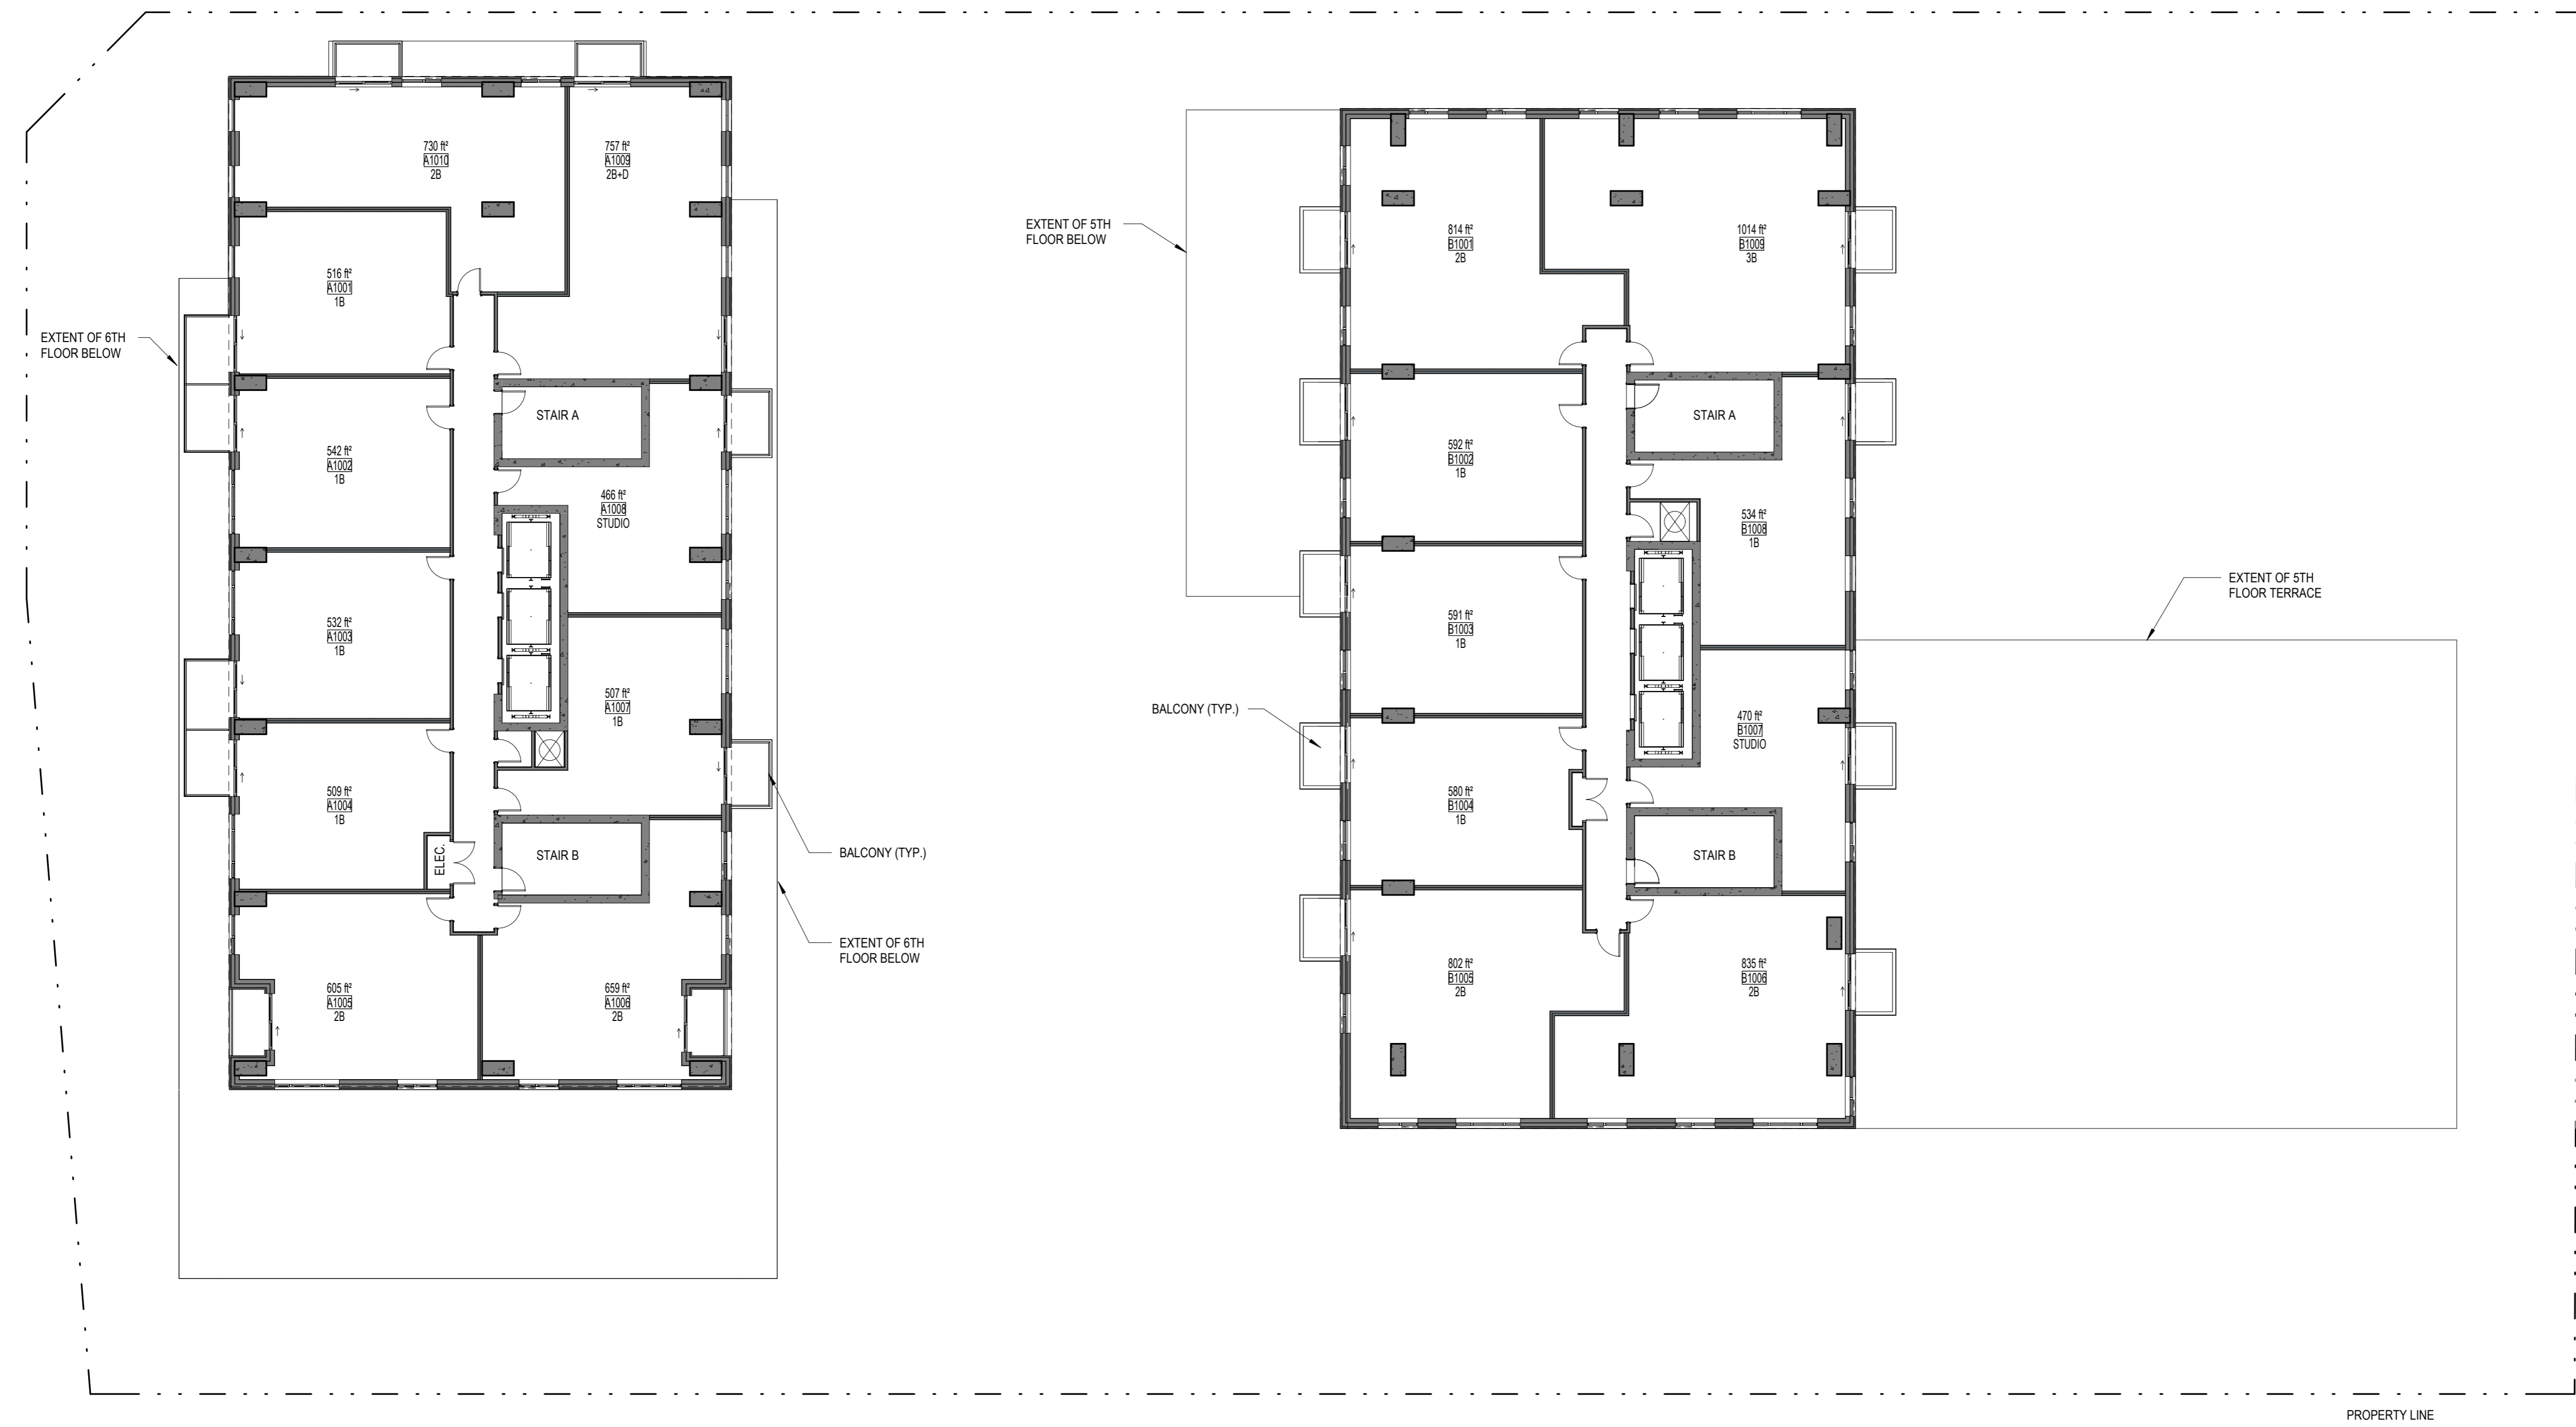 730 ft²
A1010
2B
757 ft²
A1009
2B+D
516 ft²
A1001
1B
EXTENT OF 6TH
FLOOR BELOW
542 ft²
A1002
1B
STAIR A
466 ft²
A1008
STUDIO
532 ft²
A1003
1B
507 ft²
A1007
1B
509 ft²
A1004
1B
ELEC.
STAIR B
BALCONY (TYP.)
EXTENT OF 6TH
FLOOR BELOW
605 ft²
A1005
2B
659 ft²
A1006
2B
EXTENT OF 5TH
FLOOR BELOW
814 ft²
B1001
2B
1014 ft²
B1009
3B
592 ft²
B1002
1B
STAIR A
534 ft²
B1008
1B
591 ft²
B1003
1B
EXTENT OF 5TH
FLOOR TERRACE
BALCONY (TYP.)
470 ft²
B1007
STUDIO
580 ft²
B1004
1B
STAIR B
802 ft²
B1005
2B
835 ft²
B1006
2B
PROPERTY LINE